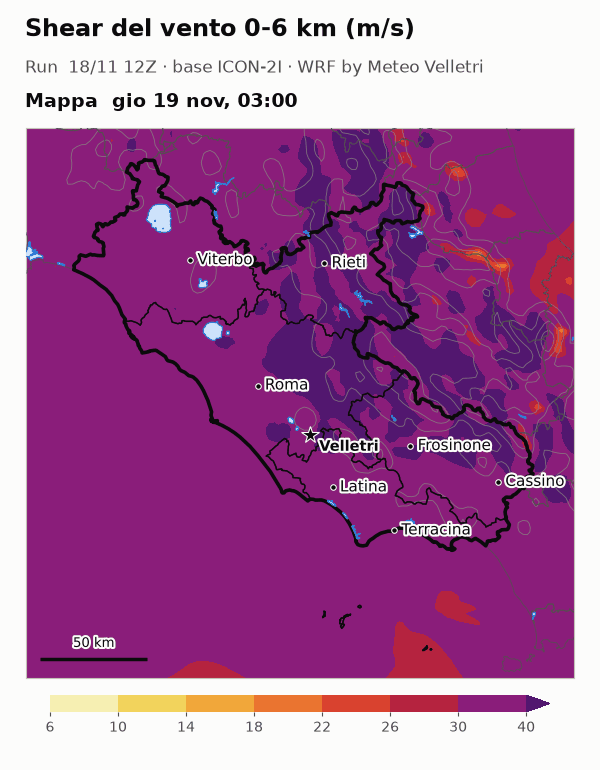 Shear del vento 0-6 km (m/s)
Run 18/11 12Z · base ICON-2I · WRF by Meteo Velletri
Mappa gio 19 nov, 03:00
Viterbo
Rieti
Roma
Velletri
Frosinone
Cassino
Latina
Terracina
50 km
6 10 14 18 22 26 30 40